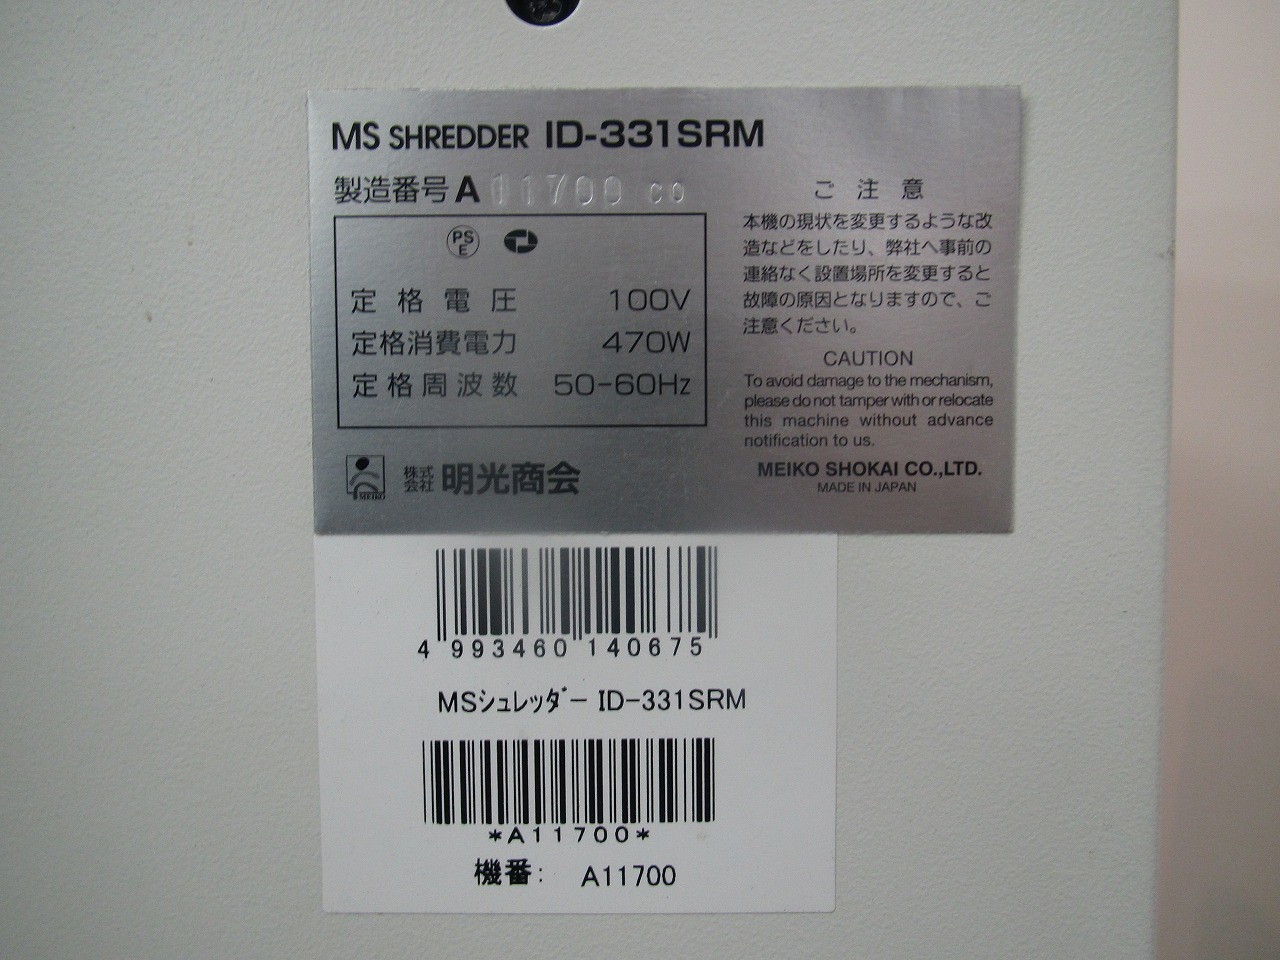 MS SHREDDER ID-331SRM
製造番号 A 11700 CO
PS
E
定格電圧 100V
定格消費電力 470W
定格周波数 50-60Hz
MEIKO
株式
会社 明光商会
ご注意
本機の現状を変更するような改
造などをしたり、弊社へ事前の
連絡なく設置場所を変更すると
故障の原因となりますので、ご
注意ください。
CAUTION
To avoid damage to the mechanism,
please do not tamper with or relocate
this machine without advance
notification to us.
MEIKO SHOKAI CO.,LTD.
MADE IN JAPAN
4 993460 140675
MSシュレッダー ID-331SRM
*A11700*
機番: A11700